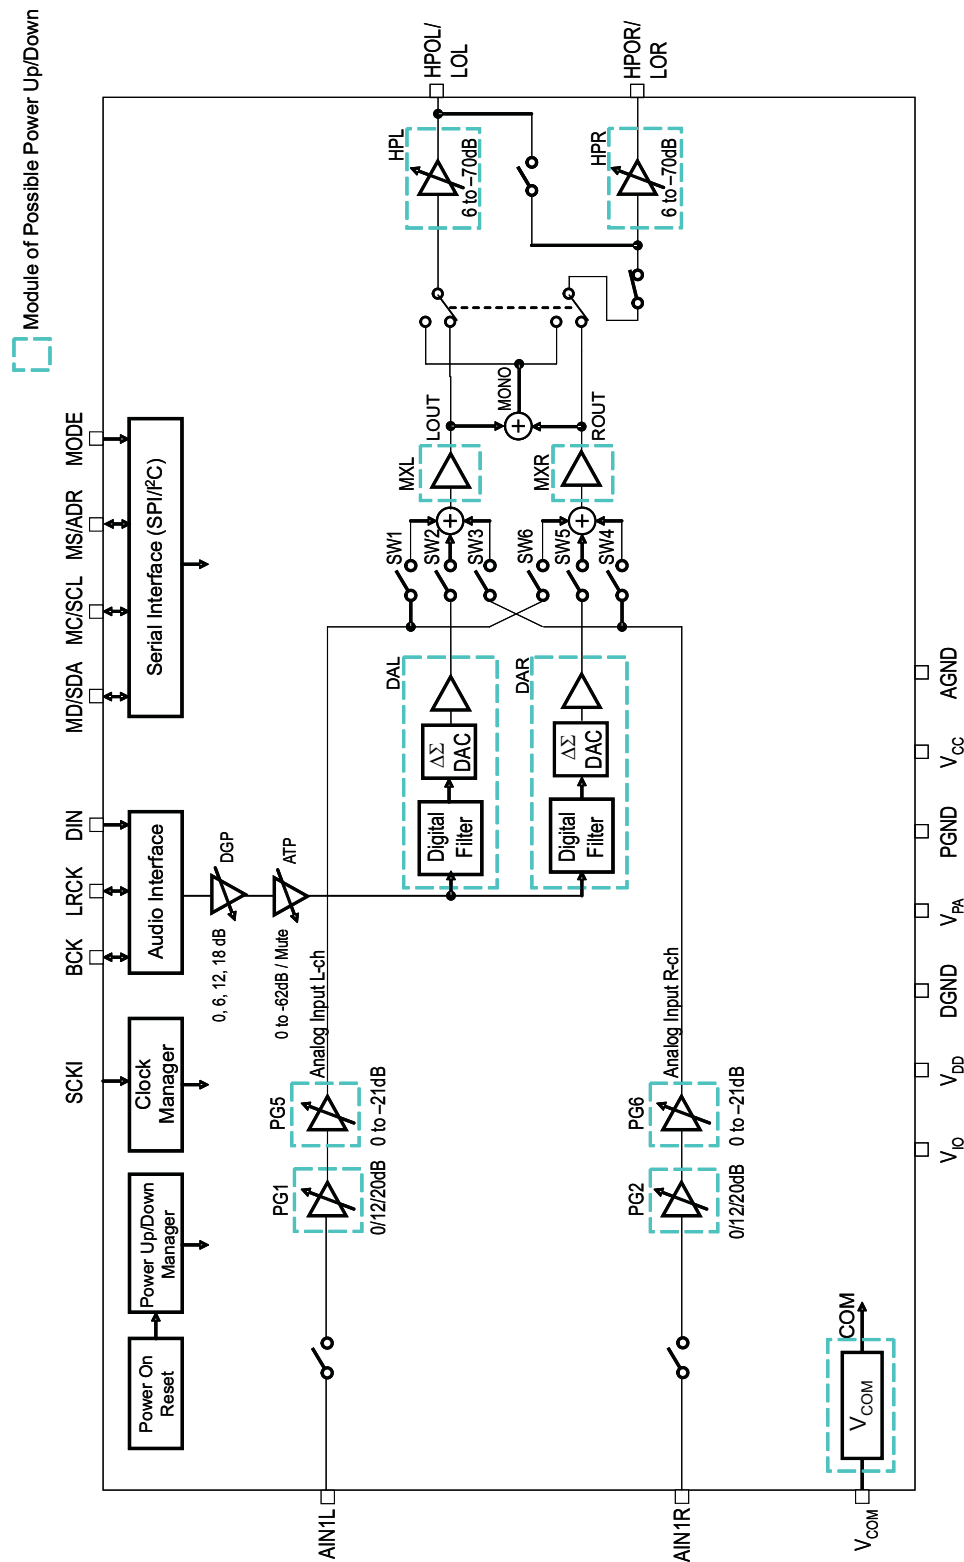 Module of Possible Power Up/Down
SCKI
BCK
LRCK
DIN
MD/SDA
MC/SCL
MS/ADR
MODE
Power On
Reset
Power Up/Down
Manager
Clock
Manager
Audio Interface
Serial Interface (SPI/I²C)
DGP
0, 6, 12, 18 dB
ATP
0 to -62dB / Mute
AIN1L
PG1
0/12/20dB
PG5
0 to –21dB
Analog Input L-ch
DAL
Digital
Filter
ΔΣ
DAC
SW1
SW2
SW3
MXL
LOUT
MONO
HPL
6 to –70dB
HPOL/
LOL
DAR
Digital
Filter
ΔΣ
DAC
SW6
SW5
SW4
MXR
ROUT
HPR
6 to –70dB
HPOR/
LOR
AIN1R
PG2
0/12/20dB
PG6
0 to –21dB
Analog Input R-ch
VCOM
VCOM
COM
VIO
VDD
DGND
VPA
PGND
VCC
AGND